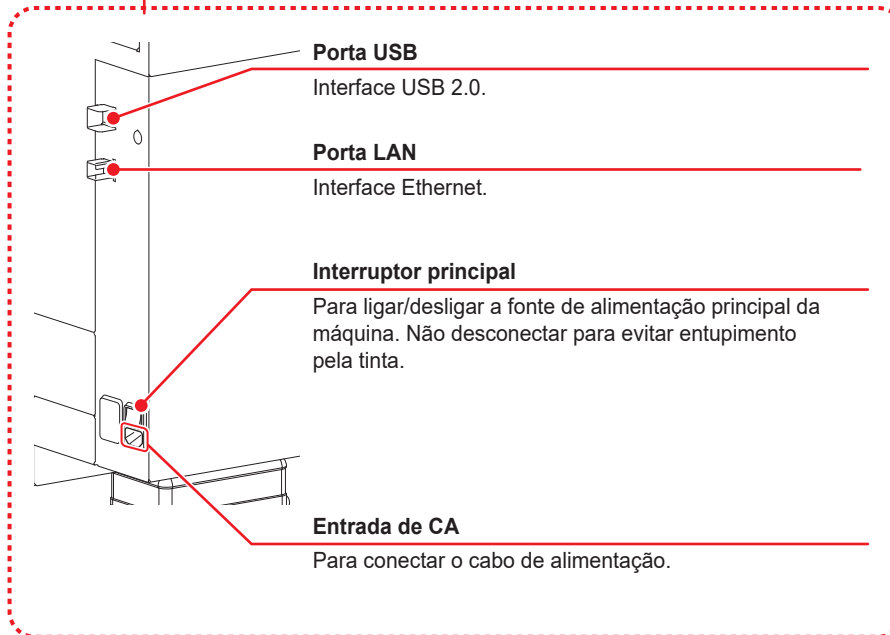 Porta USB
Interface USB 2.0.
Porta LAN
Interface Ethernet.
Interruptor principal
Para ligar/desligar a fonte de alimentação principal da
máquina. Não desconectar para evitar entupimento
pela tinta.
Entrada de CA
Para conectar o cabo de alimentação.